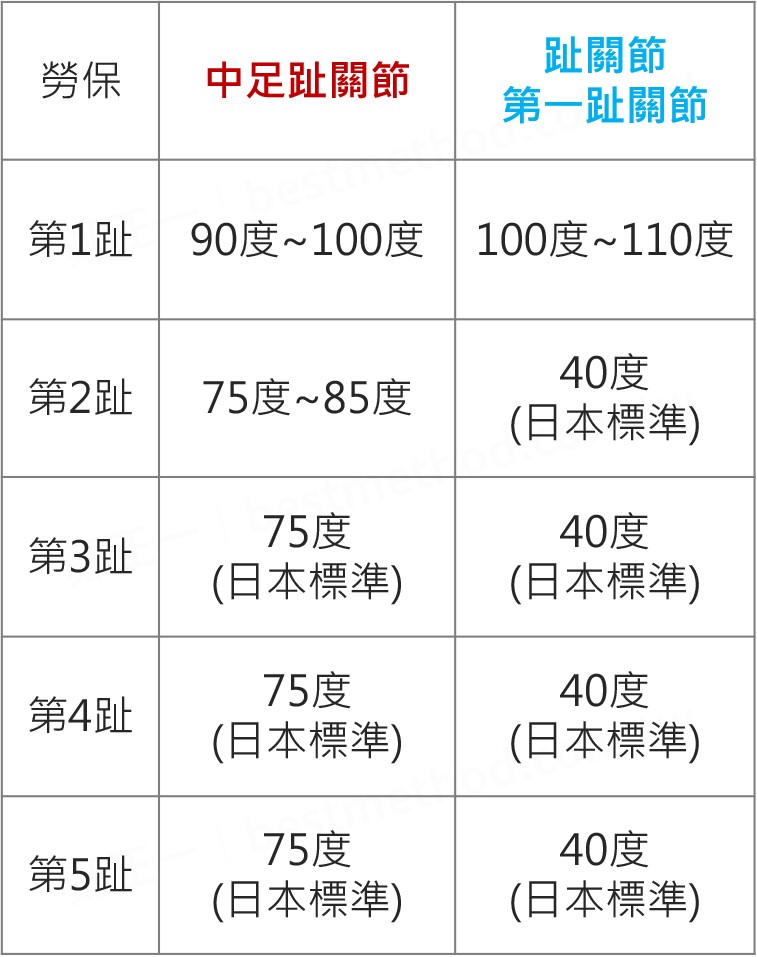 勞保
中足趾關節
趾關節
第一趾關節
第1趾
90度~100度
100度~110度
第2趾
75度~85度
40度
(日本標準)
第3趾
75度
(日本標準)
40度
(日本標準)
第4趾
75度
(日本標準)
40度
(日本標準)
第5趾
75度
(日本標準)
40度
(日本標準)